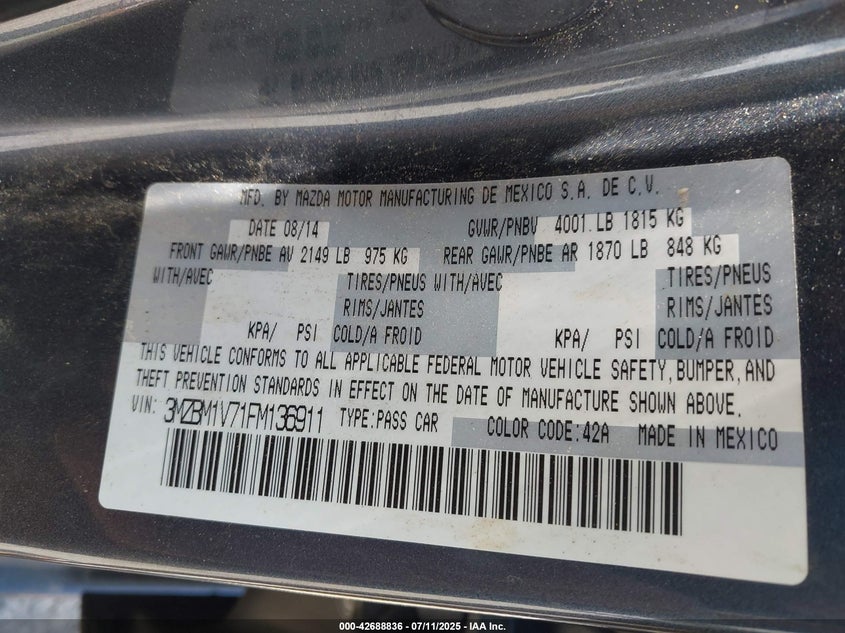 MFD. BY MAZDA MOTOR MANUFACTURING DE MEXICO S.A. DE C.V.
DATE 08/14 GVWR/PNBV 4001 LB 1815 KG
FRONT GAWR/PNBE AV 2149 LB 975 KG REAR GAWR/PNBE AR 1870 LB 848 KG
WITH/AVEC TIRES/PNEUS WITH/AVEC TIRES/PNEUS
RIMS/JANTES RIMS/JANTES
KPA/ PSI COLD/A FROID KPA/ PSI COLD/A FROID
THIS VEHICLE CONFORMS TO ALL APPLICABLE FEDERAL MOTOR VEHICLE SAFETY, BUMPER, AND
THEFT PREVENTION STANDARDS IN EFFECT ON THE DATE OF MANUFACTURE SHOWN ABOVE.
VIN: 3MZBM1V71FM136911 TYPE:PASS CAR COLOR CODE:42A MADE IN MEXICO
000-42688836 - 07/11/2025 - IAA Inc.